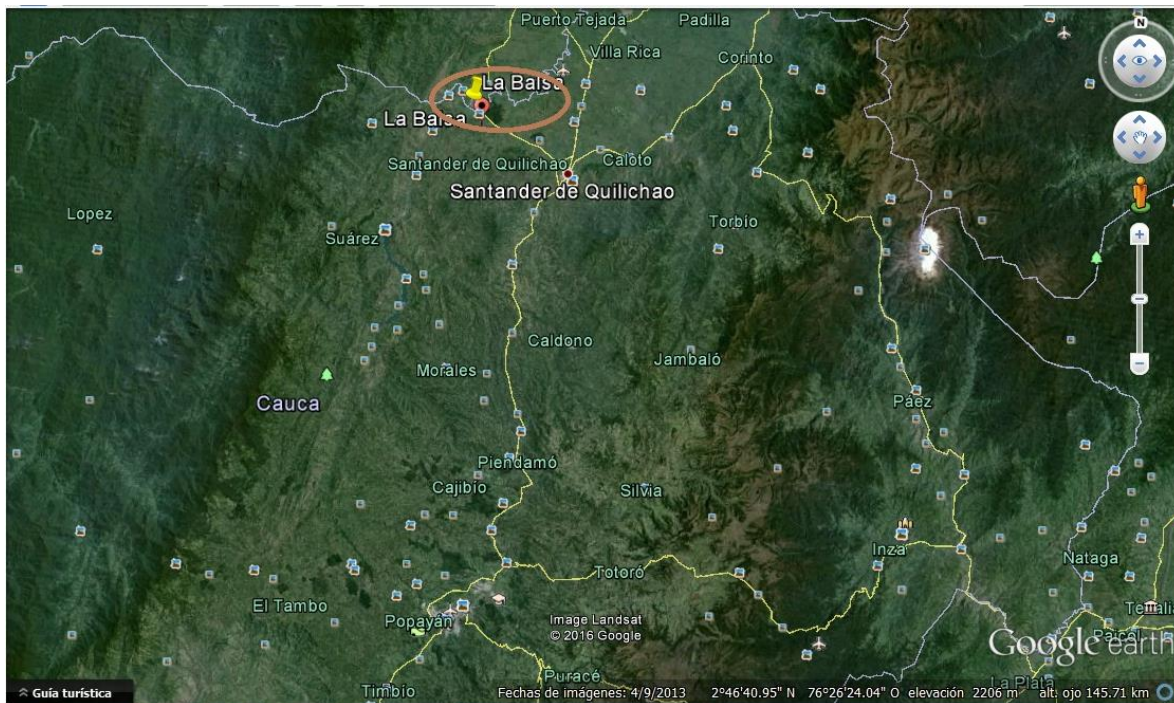 Puerto Tejada
Padilla
N
Villa Rica
Corinto
La Balsa
La Balsa
Santander de Quilichao
Caloto
Santander de Quilichao
Lopez
Torbío
Suárez
Caldono
Jambaló
Morales
Cauca
Páez
Piendamó
Cajibío
Silvia
Inza
Nataga
Totoró
El Tambo
Popayán
Image Landsat
© 2016 Google
Google earth
Paicol
Puracé
La Plata
Timbío
Guía turística
Fechas de imágenes: 4/9/2013
2°46'40.95" N 76°26'24.04" O elevación 2206 m alt. ojo 145.71 km